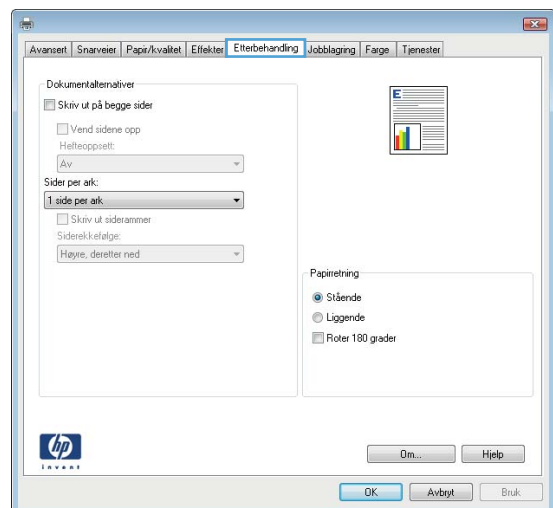 Avansert Snarveier Papir/kvalitet Effekter Etterbehandling Jobblagring Farge Tjenester
Dokumentalternativer
Skriv ut på begge sider
Vend sidene opp
Hefteoppsett:
Av
Sider per ark:
1 side per ark
Skriv ut siderammer
Siderekkefølge:
Høyre, deretter ned
E
Papirretning
Stående
Liggende
Roter 180 grader
hp
invent
Om... Hjelp
OK Avbryt Bruk